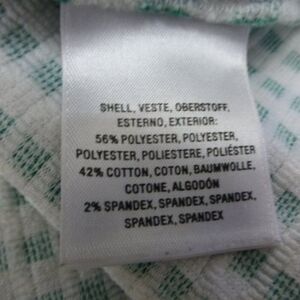 SHELL, VESTE, OBERSTOFF,
ESTERNO, EXTERIOR:
56% POLYESTER, POLYESTER,
POLYESTER, POLIESTERE, POLIÉSTER
42% COTTON, COTON, BAUMWOLLE,
COTONE, ALGODÓN
2% SPANDEX, SPANDEX, SPANDEX,
SPANDEX, SPANDEX